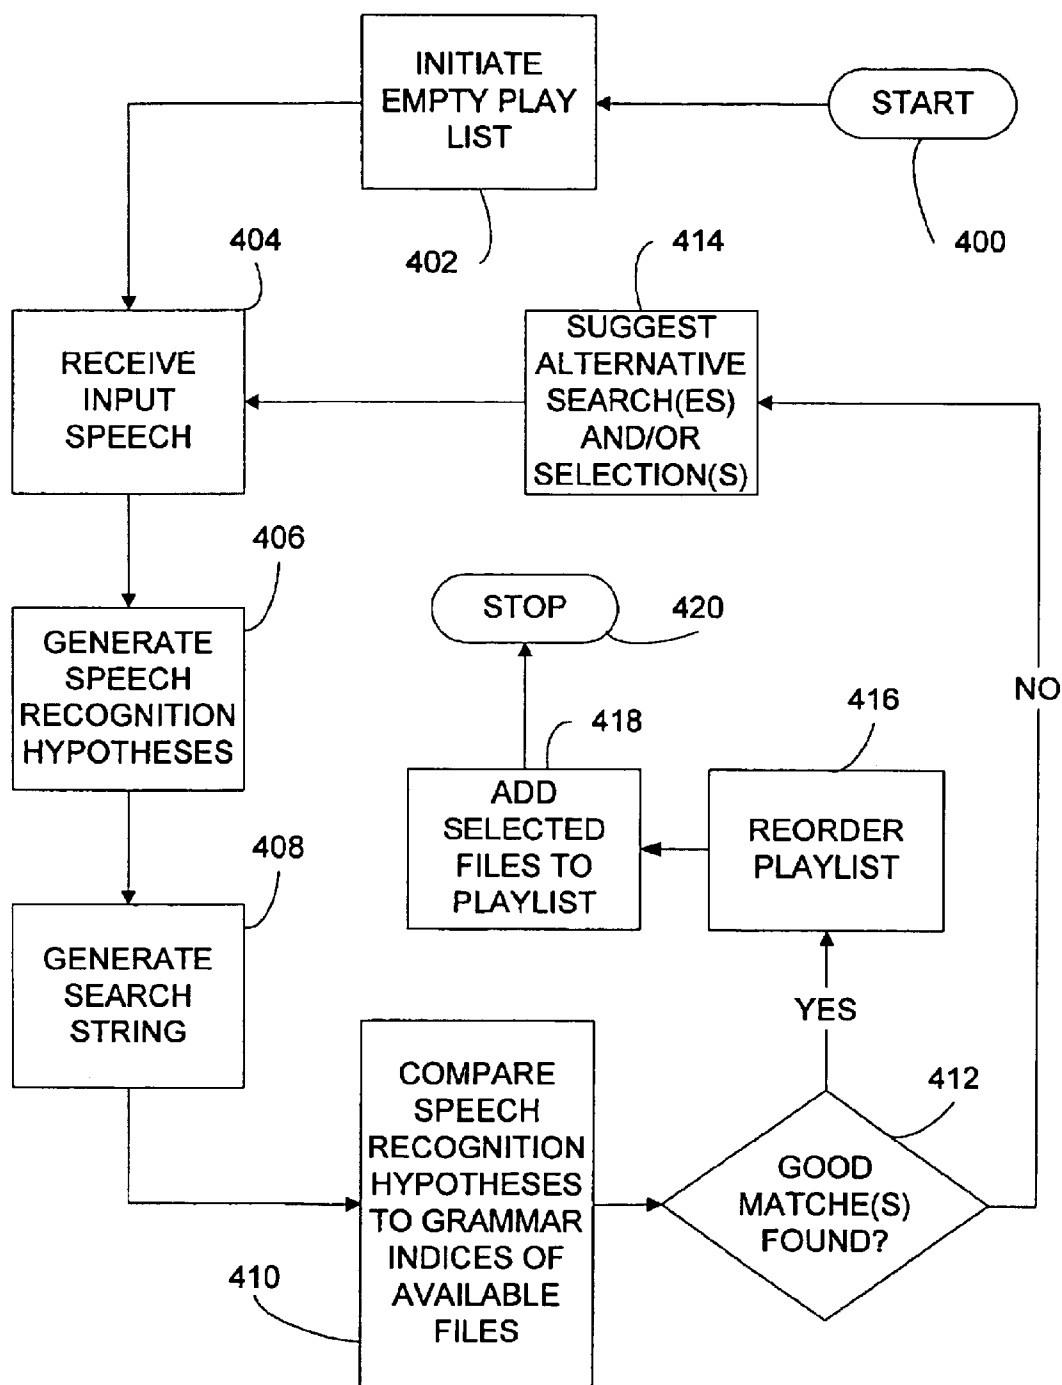 START
400
INITIATE
EMPTY PLAY
LIST
402
404
RECEIVE
INPUT
SPEECH
414
SUGGEST
ALTERNATIVE
SEARCH(ES)
AND/OR
SELECTION(S)
406
GENERATE
SPEECH
RECOGNITION
HYPOTHESES
408
GENERATE
SEARCH
STRING
410
COMPARE
SPEECH
RECOGNITION
HYPOTHESES
TO GRAMMAR
INDICES OF
AVAILABLE
FILES
412
GOOD
MATCHE(S)
FOUND?
NO
YES
416
REORDER
PLAYLIST
418
ADD
SELECTED
FILES TO
PLAYLIST
STOP
420